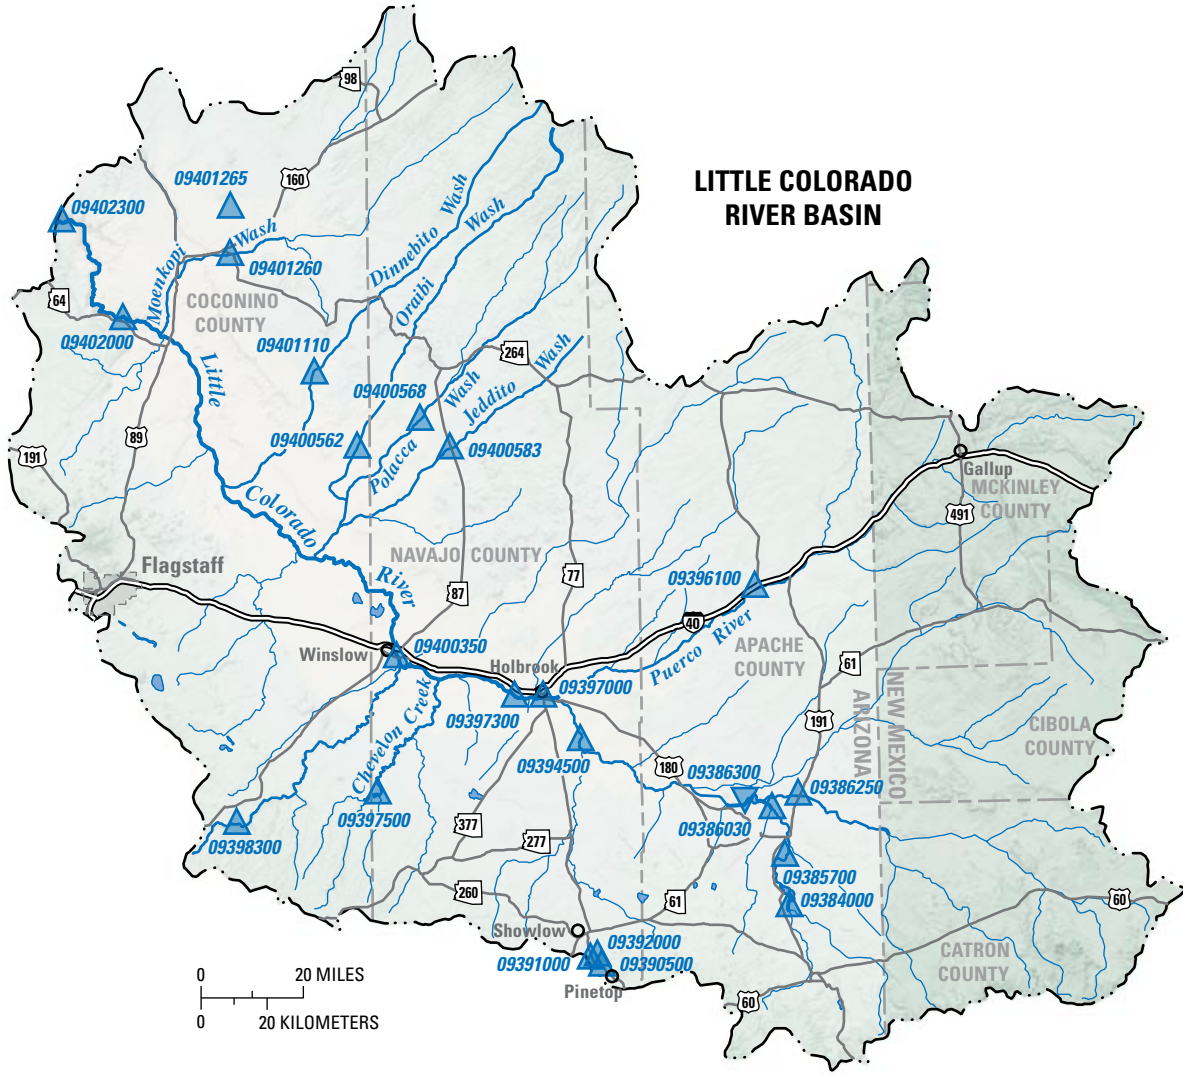 98
LITTLE COLORADO
RIVER BASIN
160
09401265
09402300
Wash
Wash
Wash
Moenkopi
09401260
Dinnebito
Oraibi
64
COCONINO
COUNTY
09402000
09401110
Little
264
Wash
09400568
Wash
Jeddito
191
89
09400562
Polacca
09400583
Gallup
MCKINLEY
COUNTY
491
Colorado
Flagstaff
NAVAJO COUNTY
River
87
77
09396100
40
Puerco River
APACHE
COUNTY
61
Winslow
09400350
Holbrook
09397000
09397300
Chevelon Creek
NEW MEXICO
ARIZONA
191
CIBOLA
COUNTY
09394500
180
09386300
09386250
09397500
09386030
09398300
377
277
09385700
09384000
260
61
60
Showlow
09392000
09391000
09390500
Pinetop
CATRON
COUNTY
60
0
20 MILES
0
20 KILOMETERS